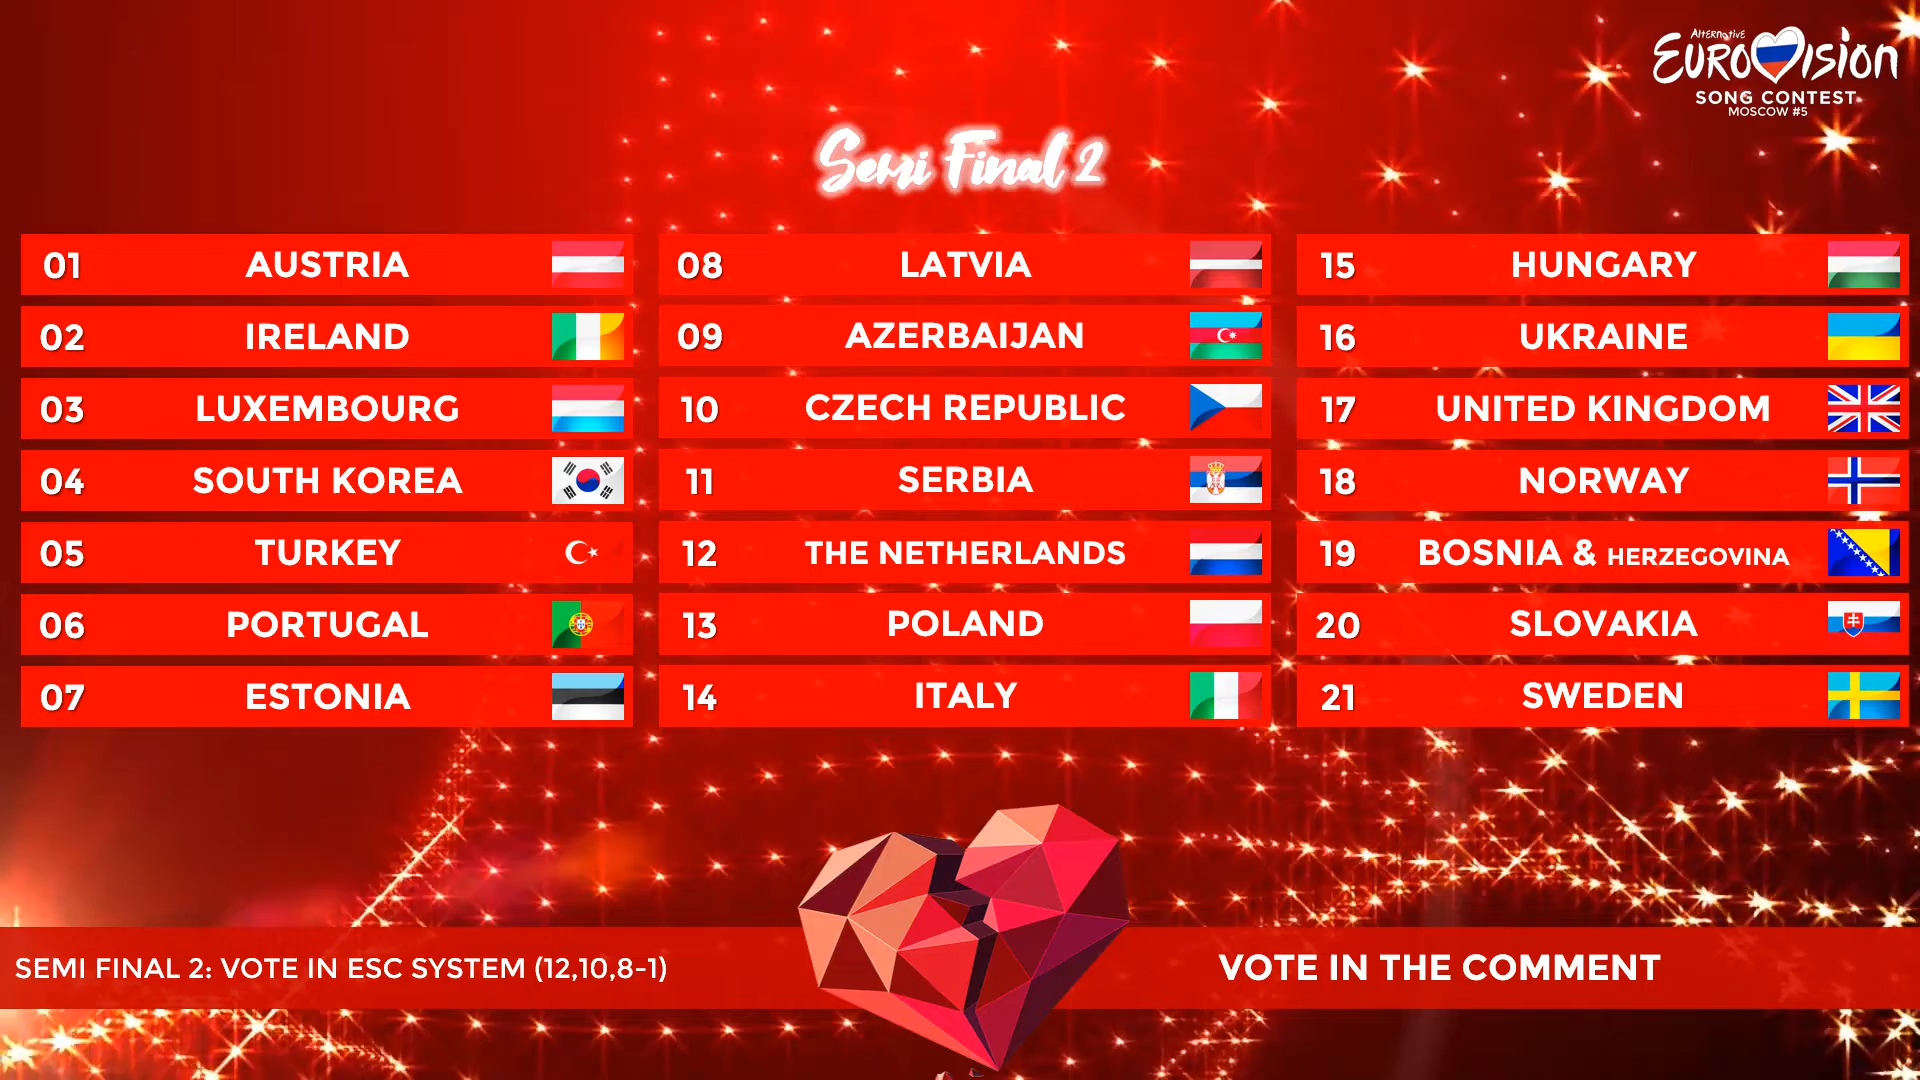 Alternative
EUROVISION
SONG CONTEST
MOSCOW #5
Semi Final 2
01 AUSTRIA
02 IRELAND
03 LUXEMBOURG
04 SOUTH KOREA
05 TURKEY
06 PORTUGAL
07 ESTONIA
08 LATVIA
09 AZERBAIJAN
10 CZECH REPUBLIC
11 SERBIA
12 THE NETHERLANDS
13 POLAND
14 ITALY
15 HUNGARY
16 UKRAINE
17 UNITED KINGDOM
18 NORWAY
19 BOSNIA & HERZEGOVINA
20 SLOVAKIA
21 SWEDEN
SEMI FINAL 2: VOTE IN ESC SYSTEM (12,10,8-1)
VOTE IN THE COMMENT